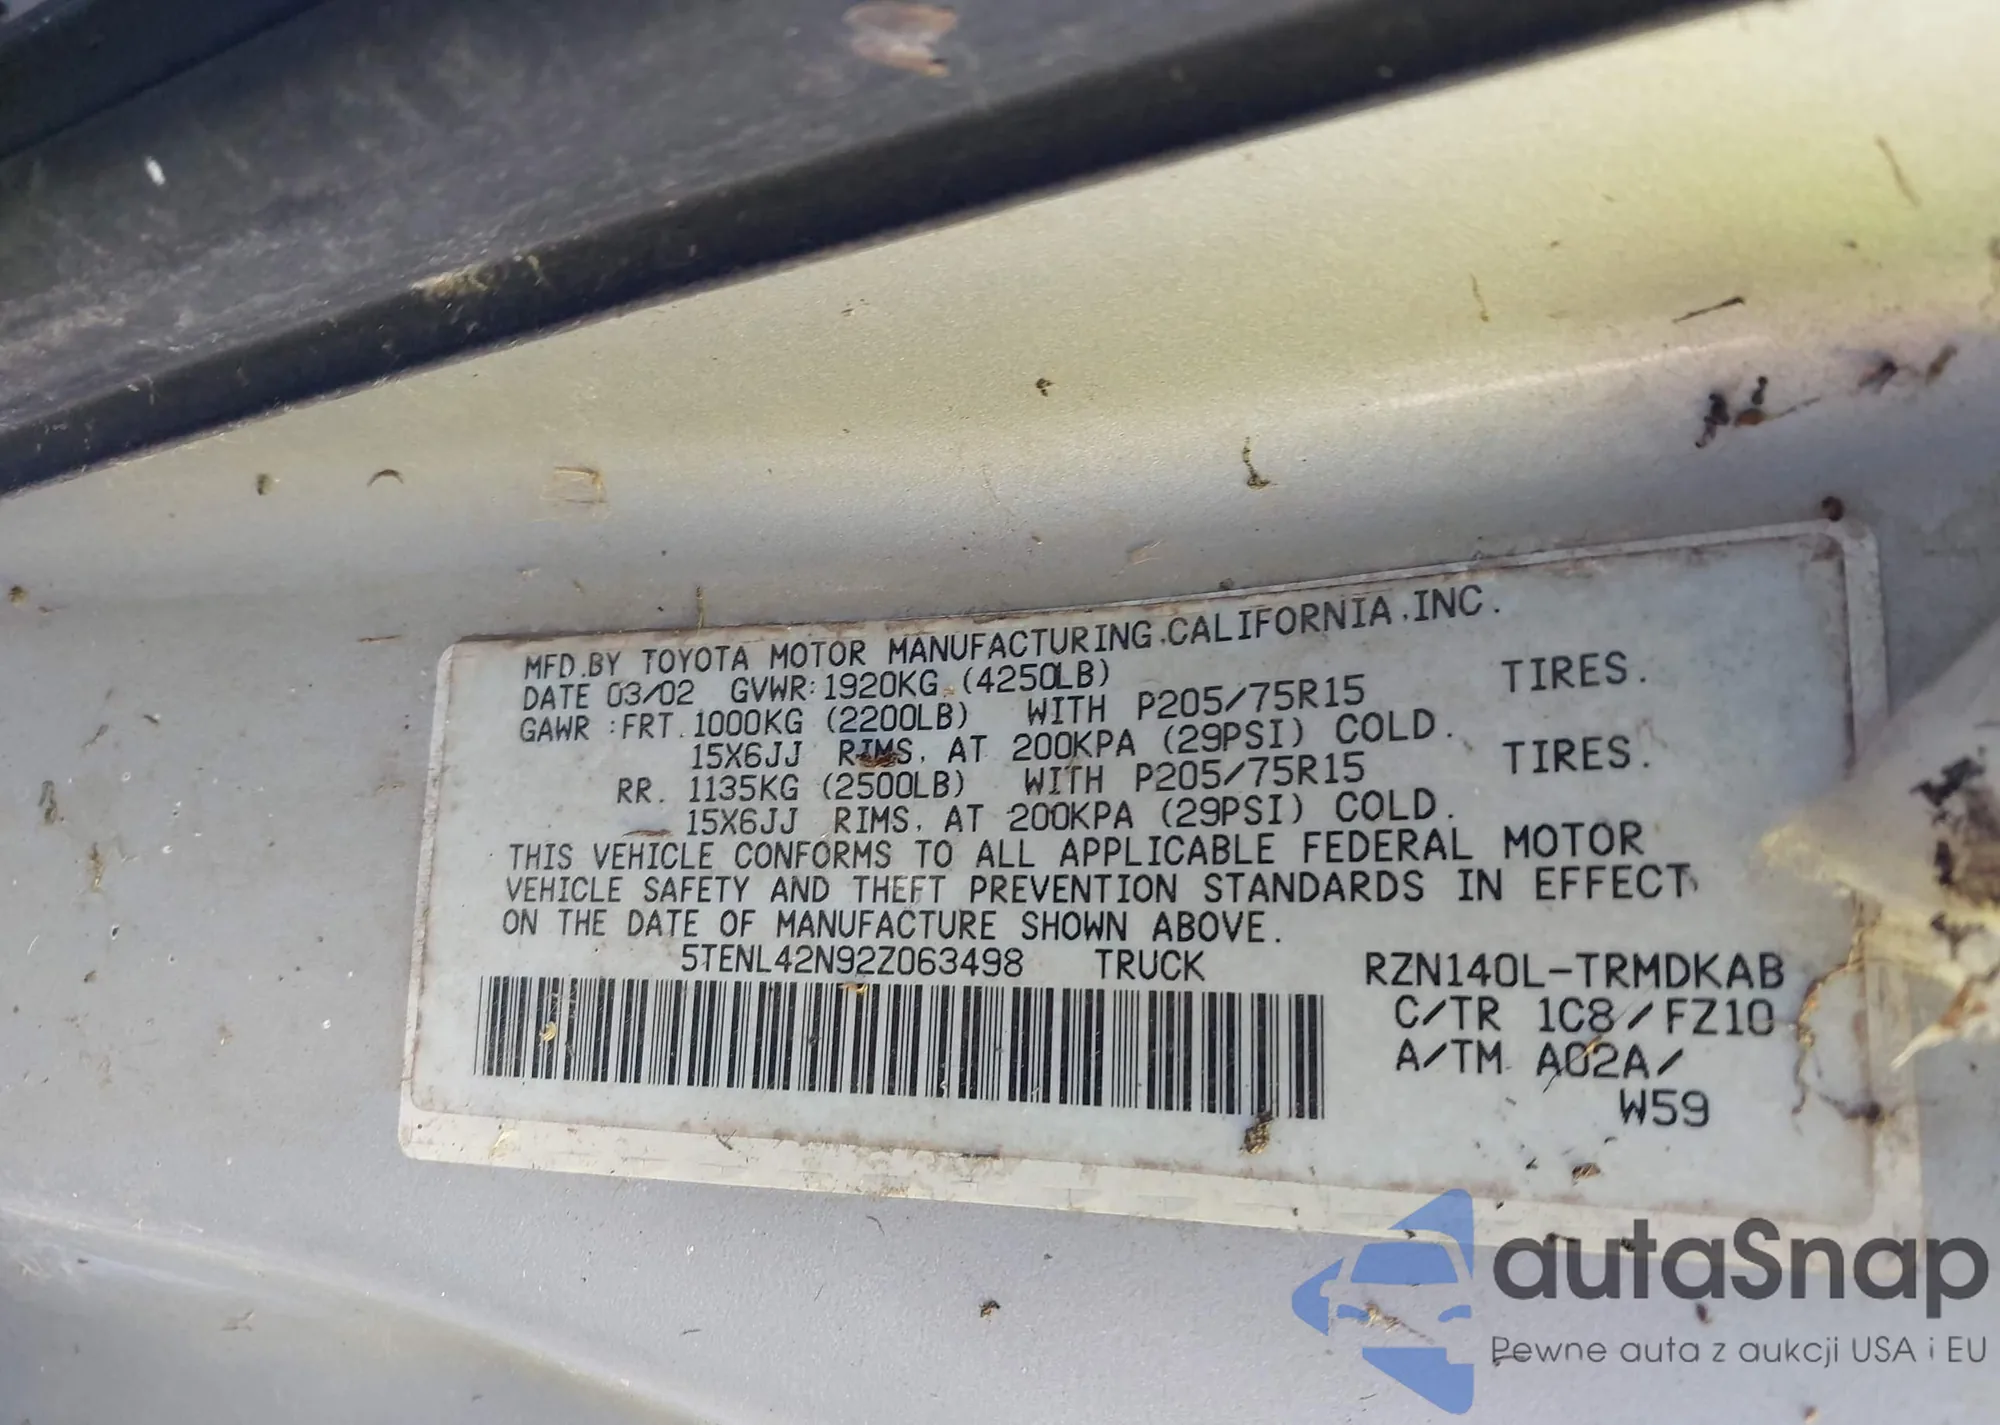 MFD.BY TOYOTA MOTOR MANUFACTURING.CALIFORNIA.INC.
DATE 03/02 GVWR:1920KG (4250LB)
GAWR :FRT.1000KG (2200LB) WITH P205/75R15 TIRES.
15X6JJ RIMS, AT 200KPA (29PSI) COLD.
RR. 1135KG (2500LB) WITH P205/75R15 TIRES.
15X6JJ RIMS, AT 200KPA (29PSI) COLD.
THIS VEHICLE CONFORMS TO ALL APPLICABLE FEDERAL MOTOR
VEHICLE SAFETY AND THEFT PREVENTION STANDARDS IN EFFECT
ON THE DATE OF MANUFACTURE SHOWN ABOVE.
5TENL42N92Z063498 TRUCK RZN140L-TRMDKAB
C/TR 1C8/FZ10
A/TM A02A/
W59
autaSnap
Pewne auta z aukcji USA i EU